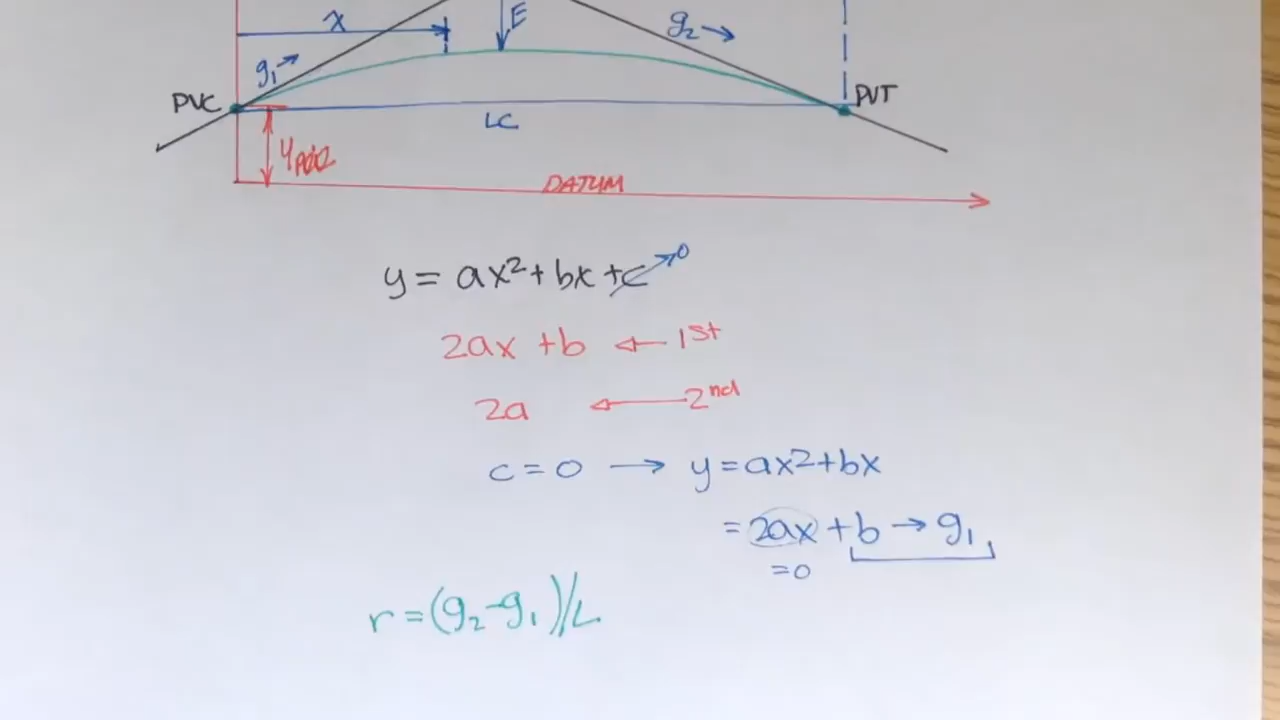 x
E
g₂ →
g₁ →
PVC
PVT
LC
DATUM
y = ax² + bx + c → 0
2ax + b ← 1st
2a ← 2nd
c = 0 → y = ax² + bx
= 2ax + b → g₁
= 0
r = (g₂ - g₁)/L